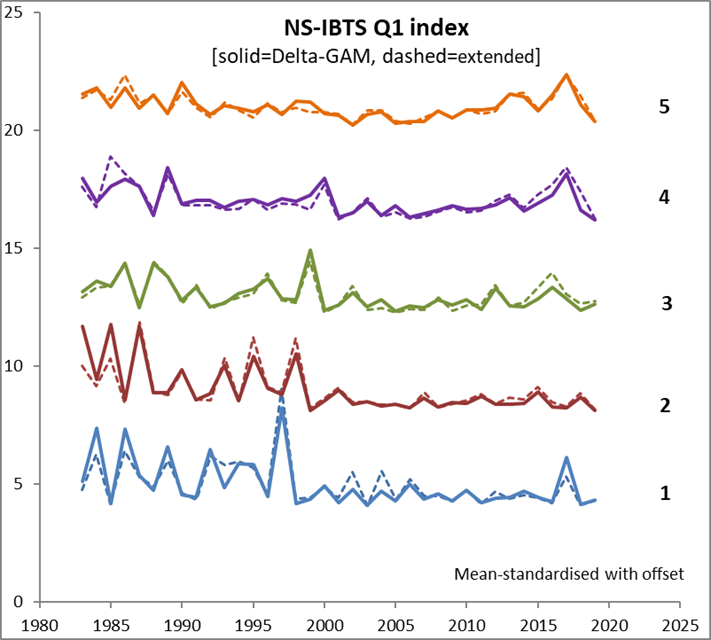 NS-IBTS Q1 index
[solid=Delta-GAM, dashed=extended]
25
20
15
10
5
0
5
4
3
2
1
Mean-standardised with offset
1980 1985 1990 1995 2000 2005 2010 2015 2020 2025